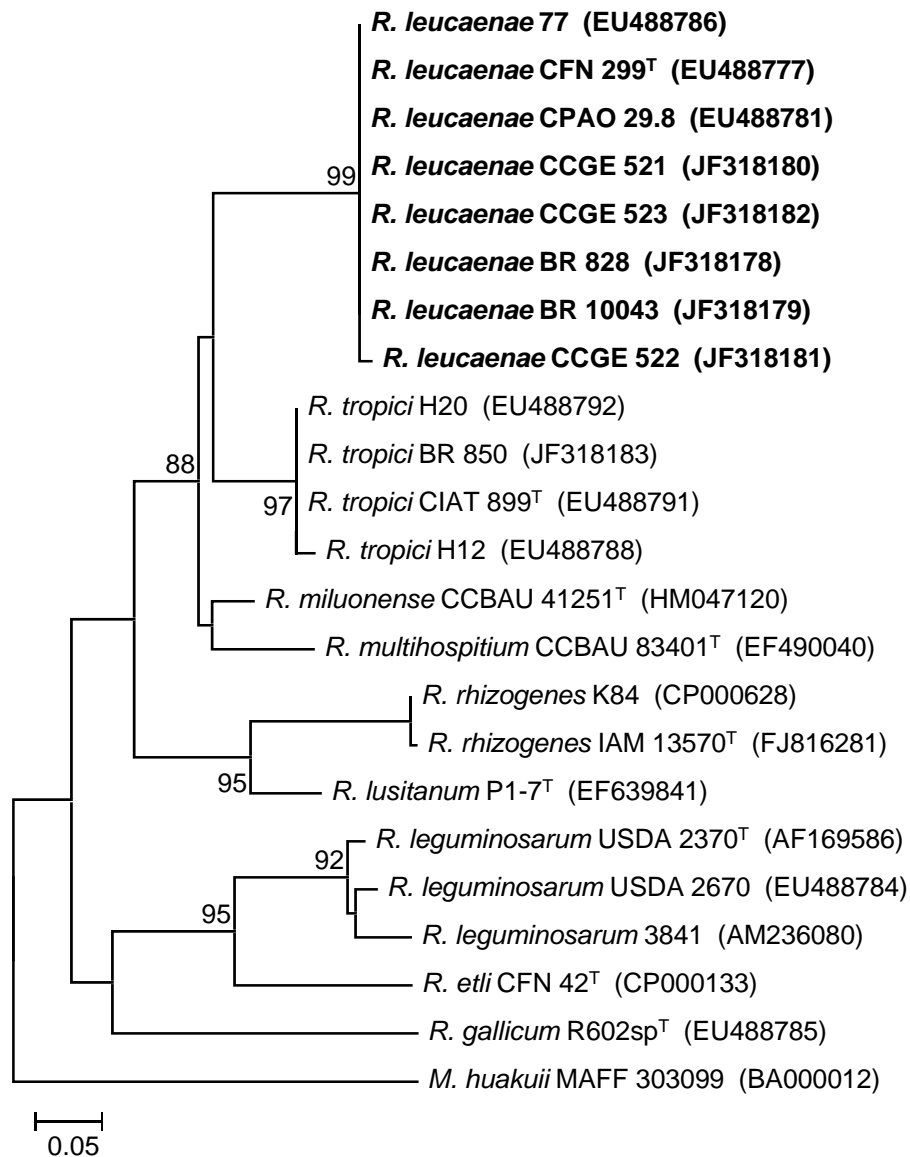 R. leucaenae 77 (EU488786)
R. leucaenae CFN 299ᵀ (EU488777)
R. leucaenae CPAO 29.8 (EU488781)
R. leucaenae CCGE 521 (JF318180)
99
R. leucaenae CCGE 523 (JF318182)
R. leucaenae BR 828 (JF318178)
R. leucaenae BR 10043 (JF318179)
R. leucaenae CCGE 522 (JF318181)
R. tropici H20 (EU488792)
R. tropici BR 850 (JF318183)
88
R. tropici CIAT 899ᵀ (EU488791)
97
R. tropici H12 (EU488788)
R. miluonense CCBAU 41251ᵀ (HM047120)
R. multihospitium CCBAU 83401ᵀ (EF490040)
R. rhizogenes K84 (CP000628)
R. rhizogenes IAM 13570ᵀ (FJ816281)
95
R. lusitanum P1-7ᵀ (EF639841)
R. leguminosarum USDA 2370ᵀ (AF169586)
92
R. leguminosarum USDA 2670 (EU488784)
95
R. leguminosarum 3841 (AM236080)
R. etli CFN 42ᵀ (CP000133)
R. gallicum R602spᵀ (EU488785)
M. huakuii MAFF 303099 (BA000012)
0.05